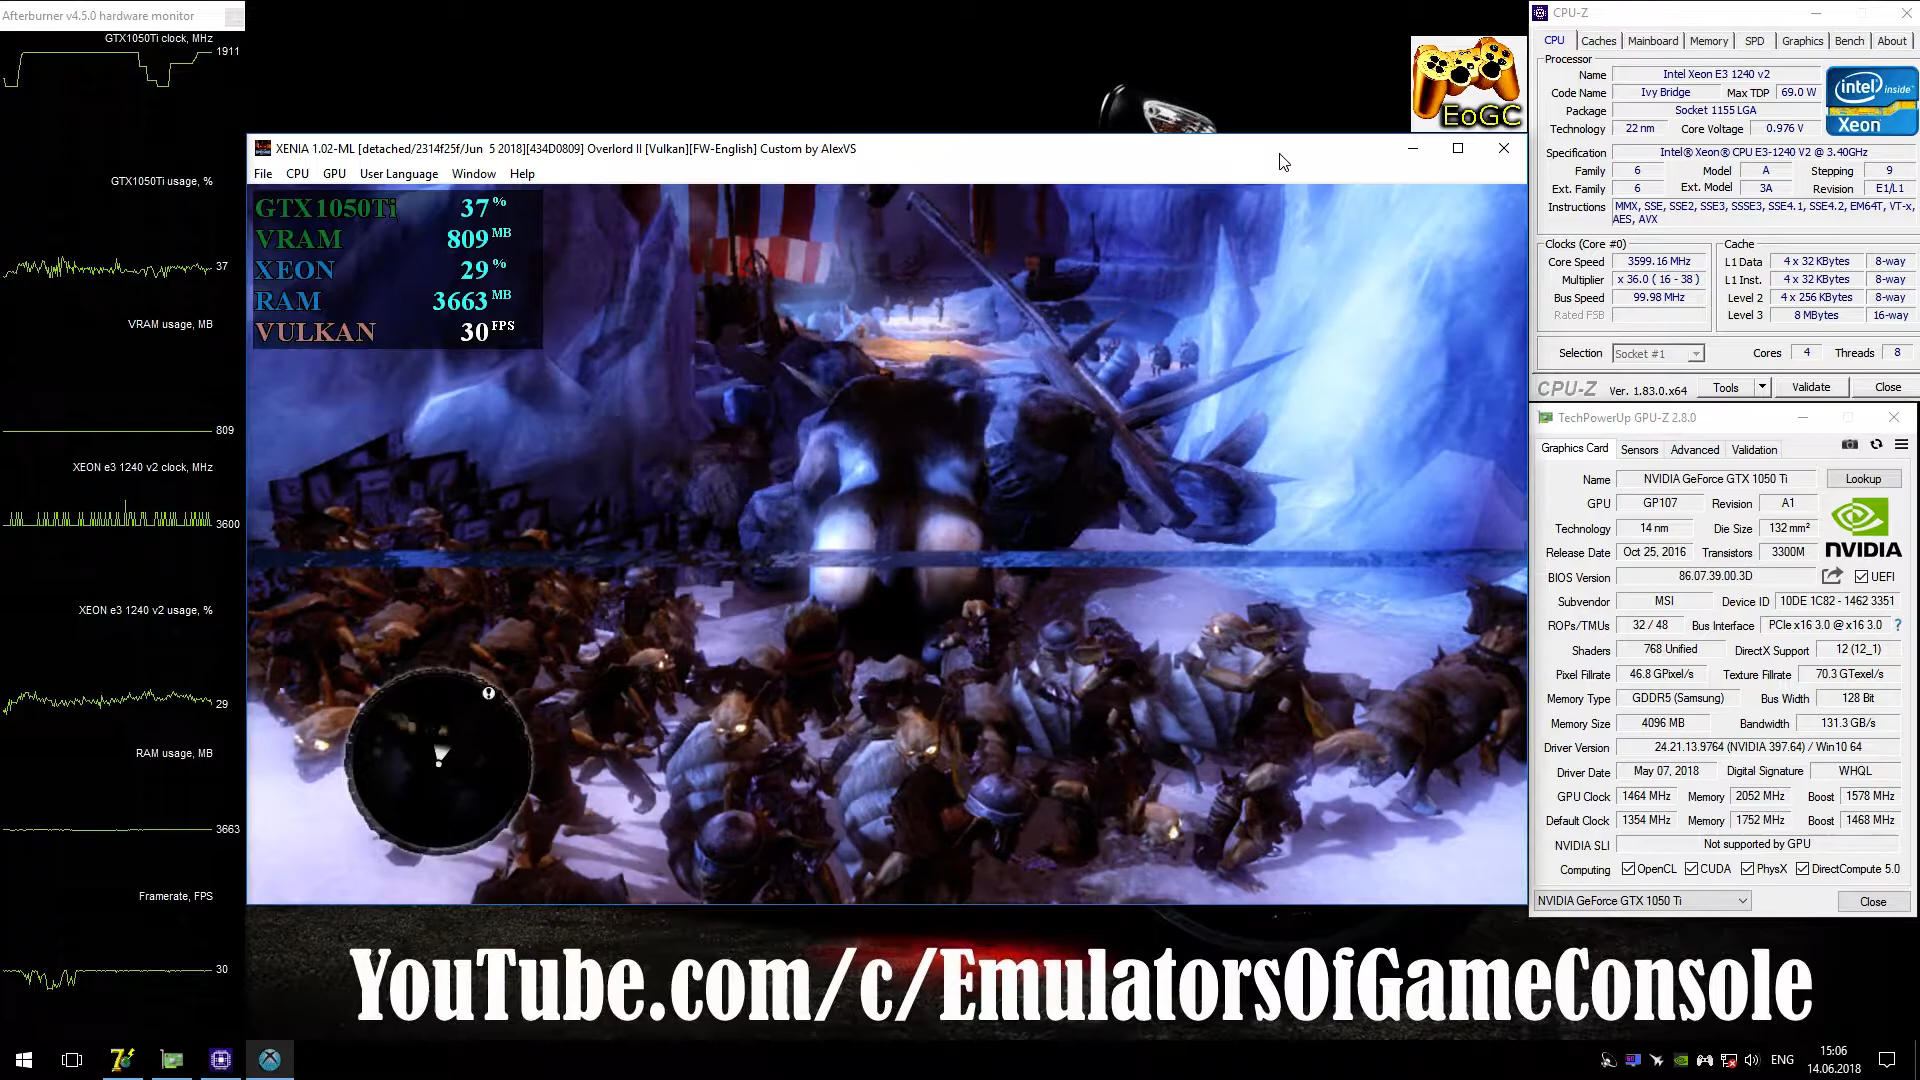 Afterburner v4.5.0 hardware monitor
GTX1050Ti clock, MHz
1911
GTX1050Ti usage, %
37
VRAM usage, MB
809
XEON e3 1240 v2 clock, MHz
3600
XEON e3 1240 v2 usage, %
29
RAM usage, MB
3663
Framerate, FPS
30
EoGC
XENIA 1.02-ML [detached/2314f25f/Jun 5 2018][434D0809] Overlord II [Vulkan][FW-English] Custom by AlexVS
File CPU GPU User Language Window Help
GTX1050Ti 37 %
VRAM 809 MB
XEON 29 %
RAM 3663 MB
VULKAN 30 FPS
CPU-Z
CPU Caches Mainboard Memory SPD Graphics Bench About
Processor
Name Intel Xeon E3 1240 v2
Code Name Ivy Bridge Max TDP 69.0 W
Package Socket 1155 LGA
Technology 22 nm Core Voltage 0.976 V
intel inside™
Xeon
Specification Intel® Xeon® CPU E3-1240 V2 @ 3.40GHz
Family 6 Model A Stepping 9
Ext. Family 6 Ext. Model 3A Revision E1/L1
Instructions MMX, SSE, SSE2, SSE3, SSSE3, SSE4.1, SSE4.2, EM64T, VT-x,
AES, AVX
Clocks (Core #0) Cache
Core Speed 3599.16 MHz L1 Data 4 x 32 KBytes 8-way
Multiplier x 36.0 ( 16 - 38 ) L1 Inst. 4 x 32 KBytes 8-way
Bus Speed 99.98 MHz Level 2 4 x 256 KBytes 8-way
Rated FSB Level 3 8 MBytes 16-way
Selection Socket #1 Cores 4 Threads 8
CPU-Z Ver. 1.83.0.x64 Tools Validate Close
TechPowerUp GPU-Z 2.8.0
Graphics Card Sensors Advanced Validation
Name NVIDIA GeForce GTX 1050 Ti Lookup
GPU GP107 Revision A1
Technology 14 nm Die Size 132 mm²
Release Date Oct 25, 2016 Transistors 3300M
NVIDIA
BIOS Version 86.07.39.00.3D UEFI
Subvendor MSI Device ID 10DE 1C82 - 1462 3351
ROPs/TMUs 32 / 48 Bus Interface PCIe x16 3.0 @ x16 3.0 ?
Shaders 768 Unified DirectX Support 12 (12_1)
Pixel Fillrate 46.8 GPixel/s Texture Fillrate 70.3 GTexel/s
Memory Type GDDR5 (Samsung) Bus Width 128 Bit
Memory Size 4096 MB Bandwidth 131.3 GB/s
Driver Version 24.21.13.9764 (NVIDIA 397.64) / Win10 64
Driver Date May 07, 2018 Digital Signature WHQL
GPU Clock 1464 MHz Memory 2052 MHz Boost 1578 MHz
Default Clock 1354 MHz Memory 1752 MHz Boost 1468 MHz
NVIDIA SLI Not supported by GPU
Computing OpenCL CUDA PhysX DirectCompute 5.0
NVIDIA GeForce GTX 1050 Ti Close
YouTube.com/c/EmulatorsOfGameConsole
ENG
15:06
14.06.2018